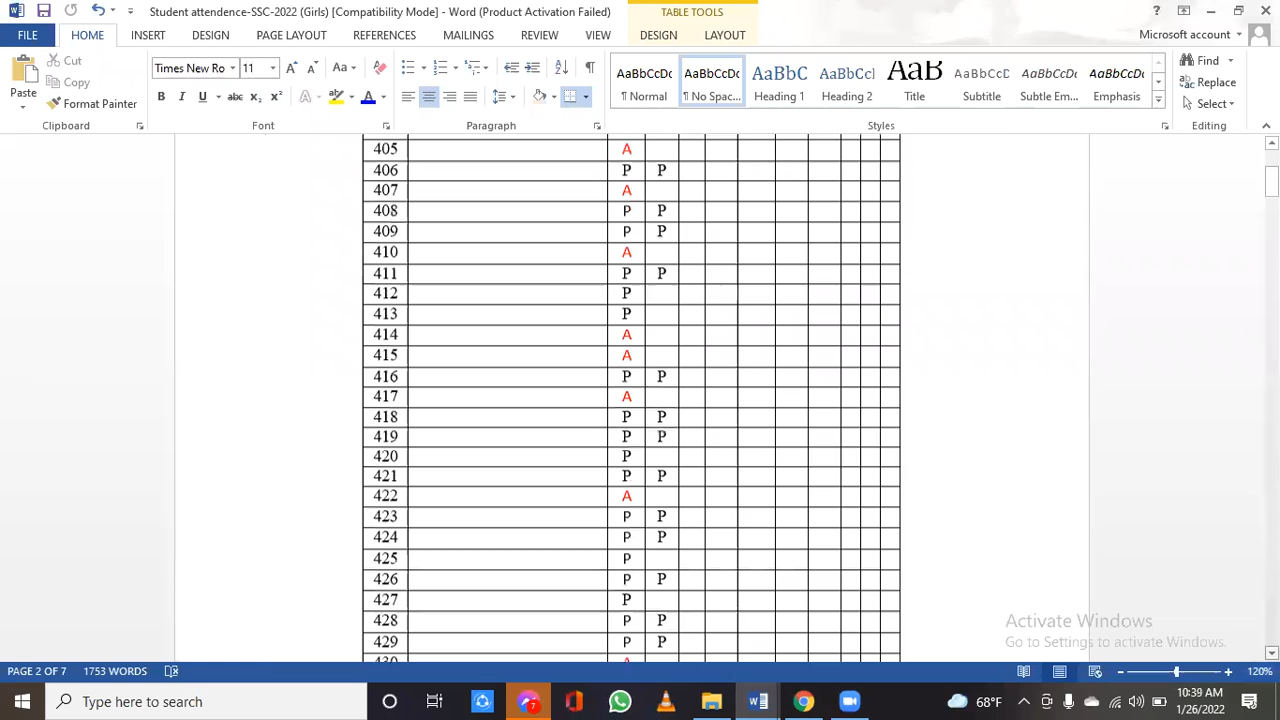 Student attendence-SSC-2022 (Girls) [Compatibility Mode] - Word (Product Activation Failed)
TABLE TOOLS
?
FILE HOME INSERT DESIGN PAGE LAYOUT REFERENCES MAILINGS REVIEW VIEW DESIGN LAYOUT Microsoft account
Paste
Cut
Copy
Format Painter
Clipboard
Times New Ro 11
Font
Paragraph
AaBbCcDc AaBbCcDc AaBbC AaBbCcl AaB AaBbCcD AaBbCcDc AaBbCcDc
¶ Normal ¶ No Spac... Heading 1 Heading 2 Title Subtitle Subtle Em... Emphasis
Styles
Find
Replace
Select
Editing
405 A
406 P P
407 A
408 P P
409 P P
410 A
411 P P
412 P
413 P
414 A
415 A
416 P P
417 A
418 P P
419 P P
420 P
421 P P
422 A
423 P P
424 P P
425 P
426 P P
427 P
428 P P
429 P P
Activate Windows
Go to Settings to activate Windows.
PAGE 2 OF 7 1753 WORDS 120%
Type here to search
7
68°F
10:39 AM
1/26/2022